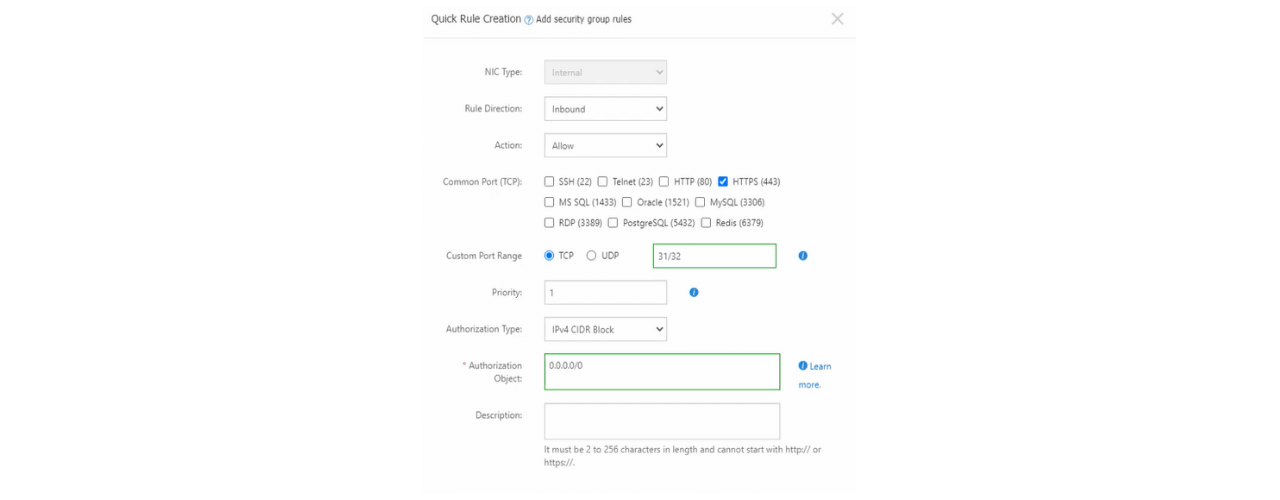 Quick Rule Creation Add security group rules
NIC Type: Internal
Rule Direction: Inbound
Action: Allow
Common Port (TCP): SSH (22) Telnet (23) HTTP (80) HTTPS (443)
MS SQL (1433) Oracle (1521) MySQL (3306)
RDP (3389) PostgreSQL (5432) Redis (6379)
Custom Port Range TCP UDP 31/32
Priority: 1
Authorization Type: IPv4 CIDR Block
* Authorization Object: 0.0.0.0/0 Learn more.
Description:
It must be 2 to 256 characters in length and cannot start with http:// or
https://.